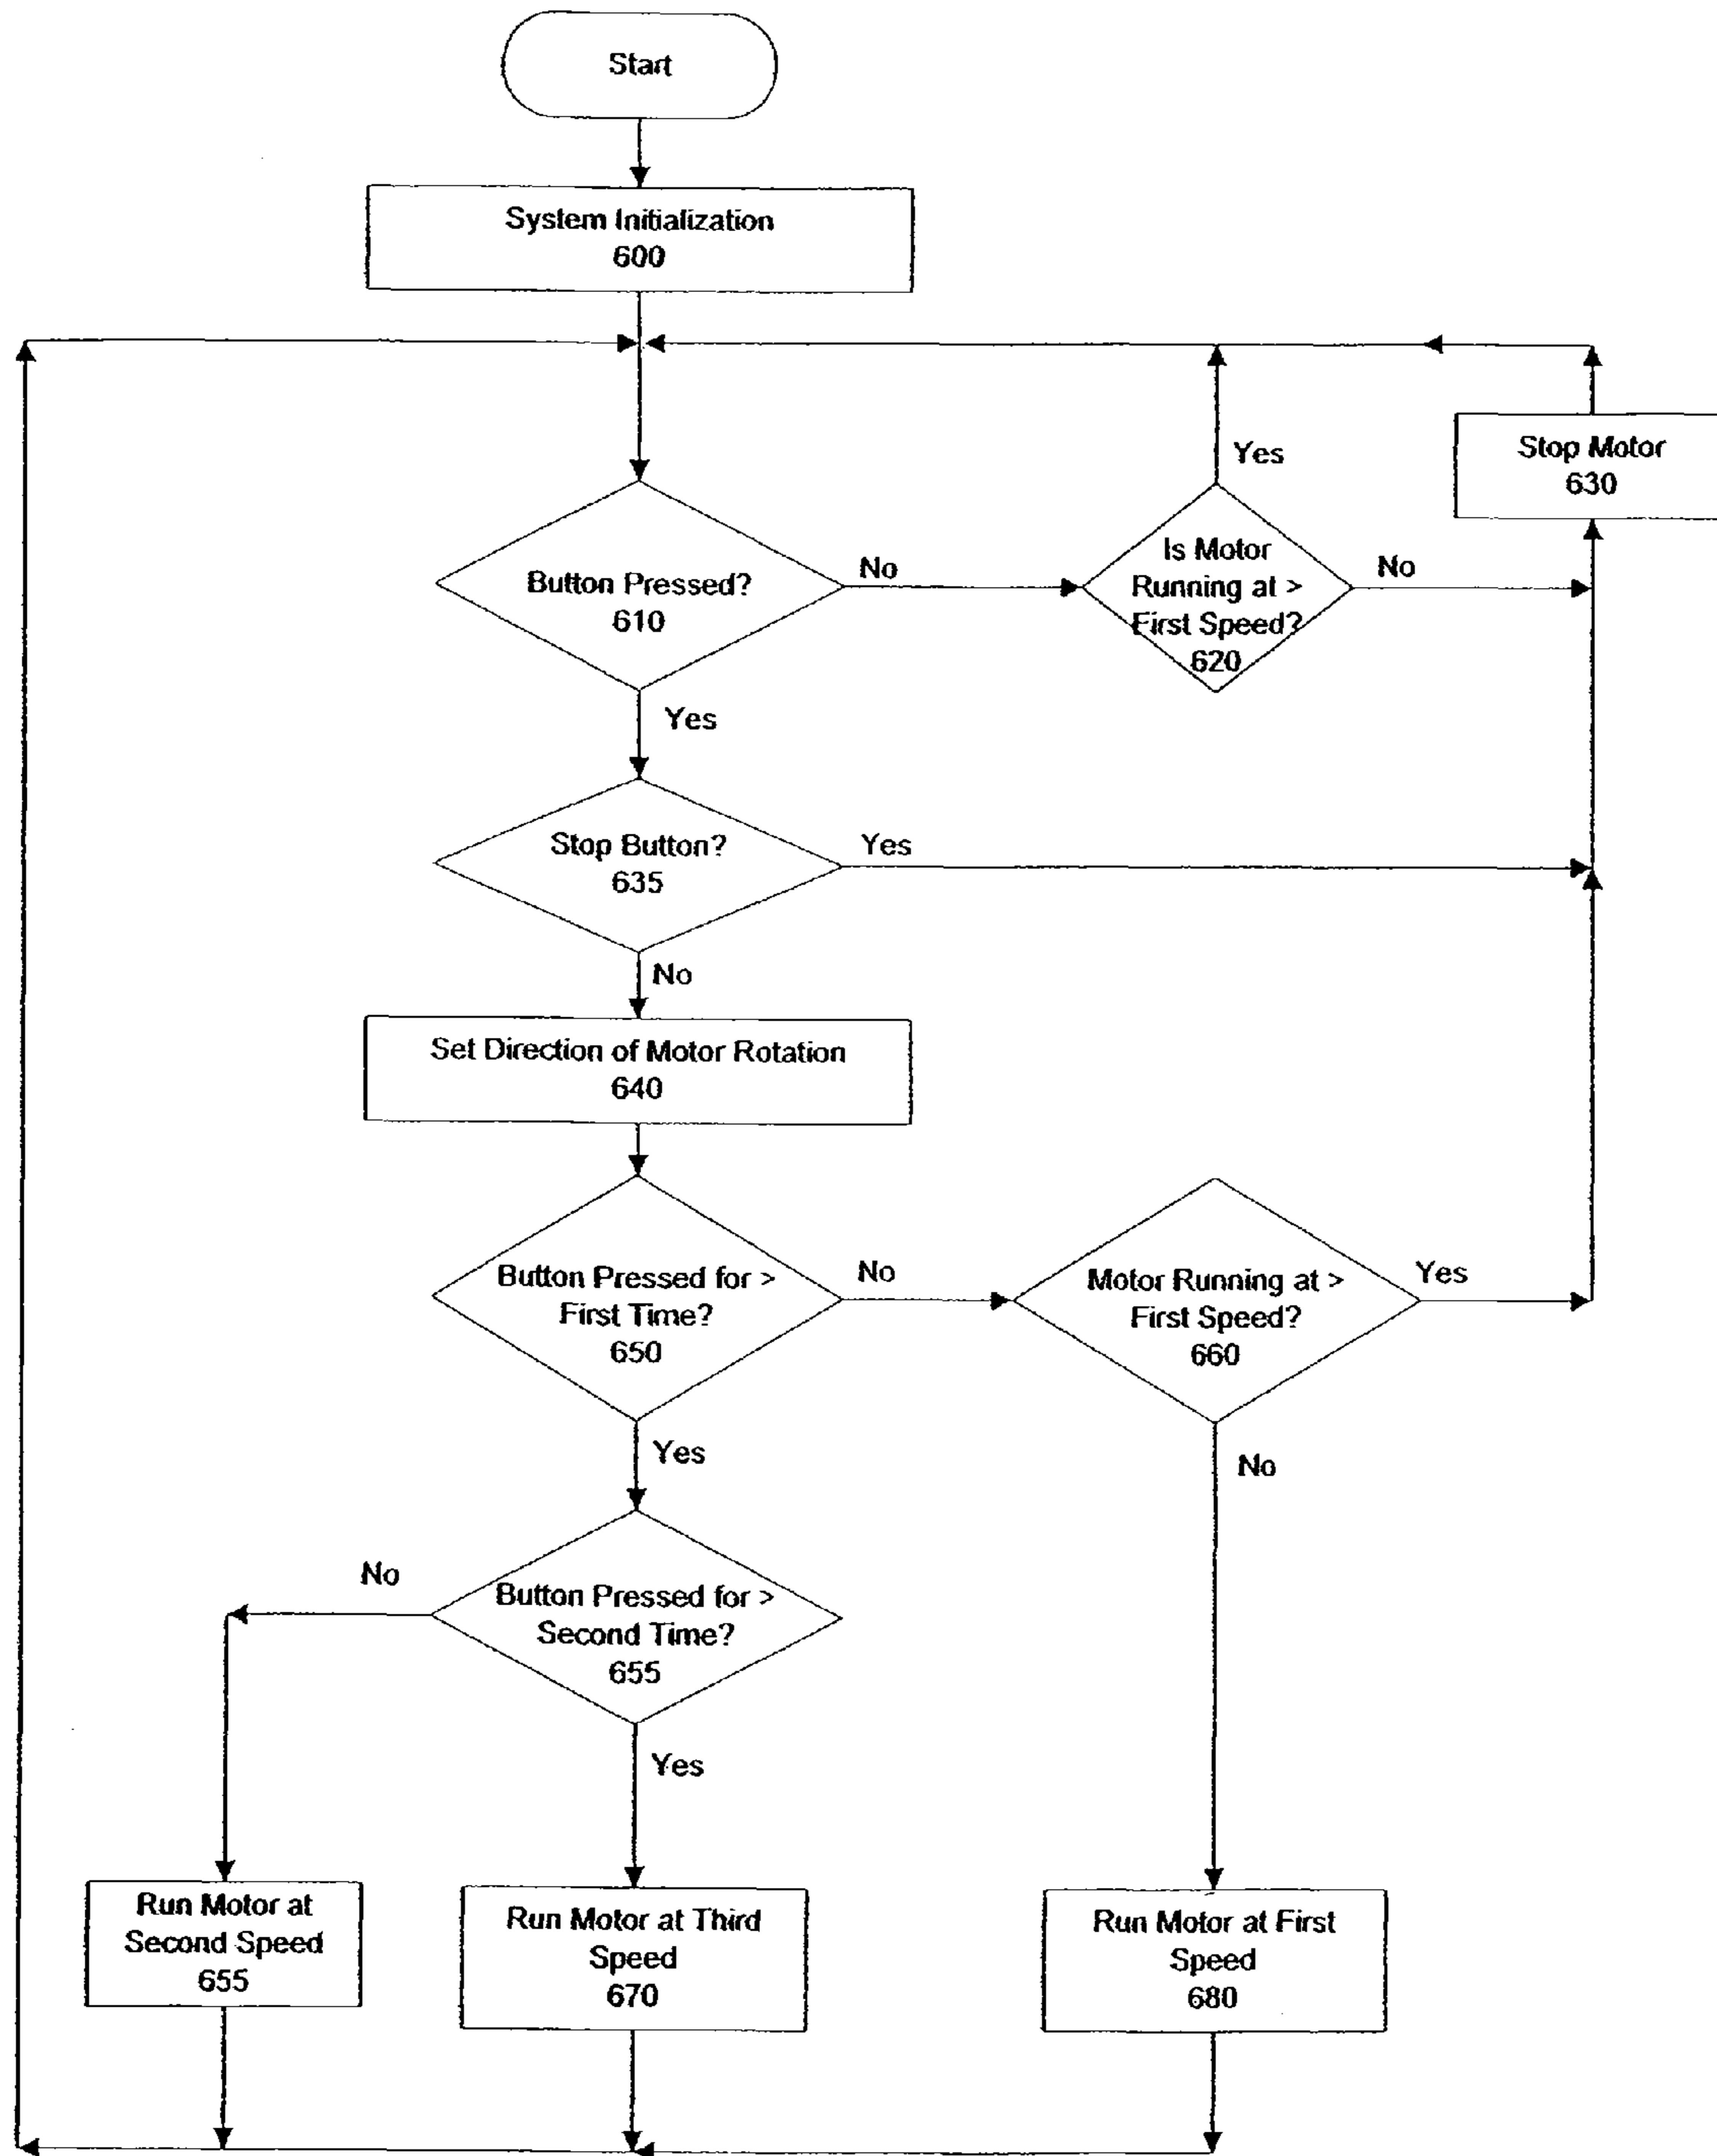 Start
System Initialization
600
Yes
Stop Motor
630
Button Pressed?
610
No
Is Motor
Running at >
First Speed?
620
No
Yes
Stop Button?
635
Yes
No
Set Direction of Motor Rotation
640
Button Pressed for >
First Time?
650
No
Motor Running at >
First Speed?
660
Yes
Yes
No
No
Button Pressed for >
Second Time?
655
Yes
Run Motor at
Second Speed
655
Run Motor at Third
Speed
670
Run Motor at First
Speed
680